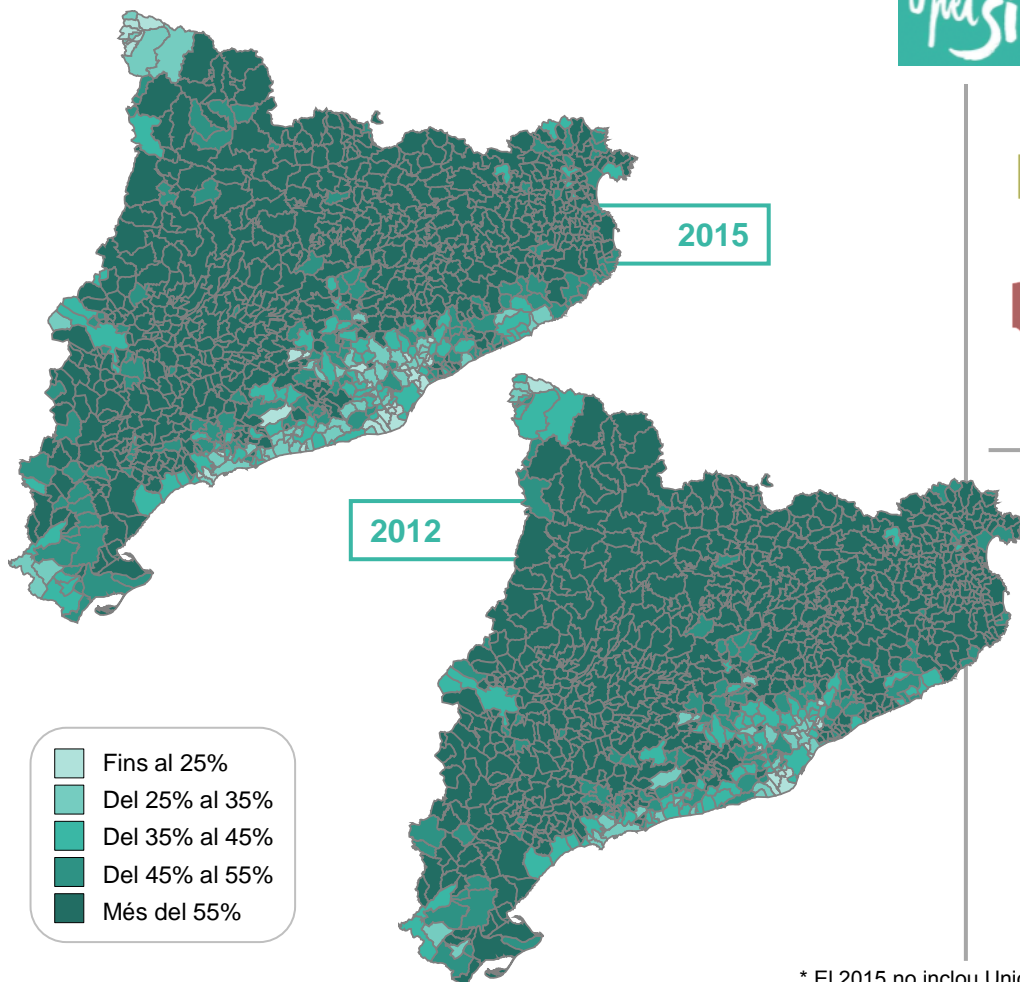 2015
2012
Fins al 25%
Del 25% al 35%
Del 35% al 45%
Del 45% al 55%
Més del 55%
* El 2015 no inclou